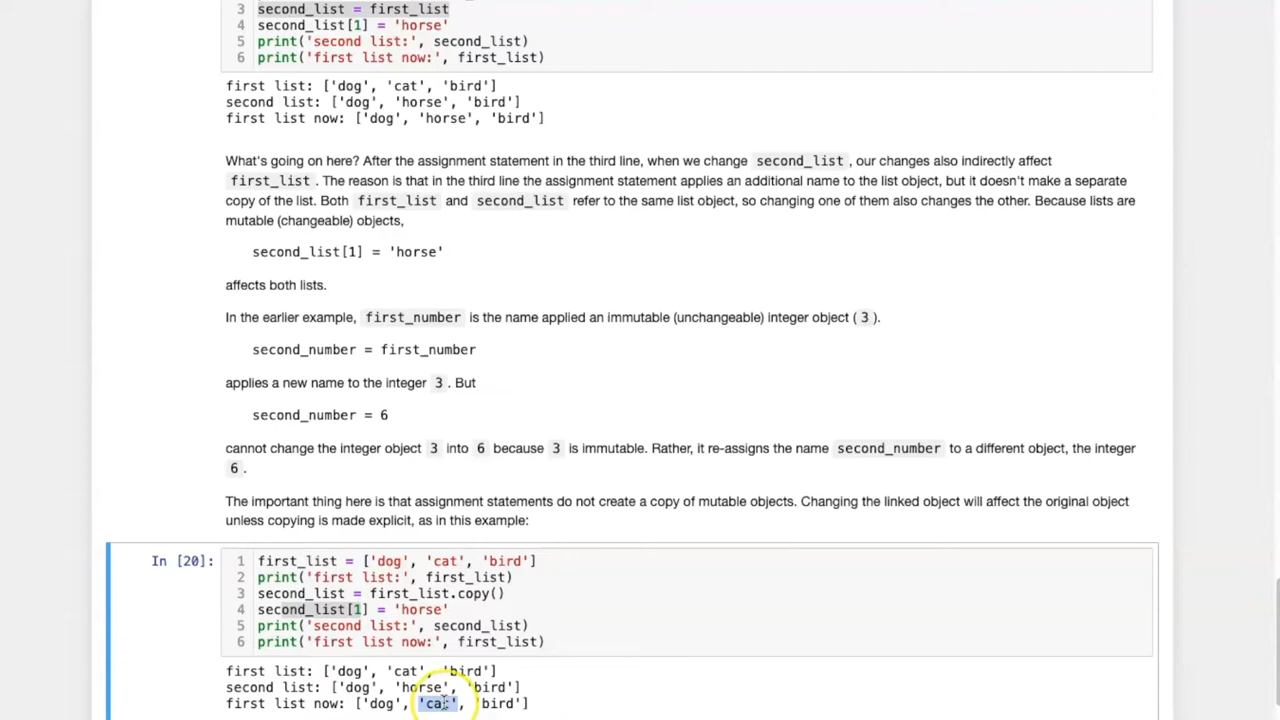 3 second_list = first_list
4 second_list[1] = 'horse'
5 print('second list:', second_list)
6 print('first list now:', first_list)
first list: ['dog', 'cat', 'bird']
second list: ['dog', 'horse', 'bird']
first list now: ['dog', 'horse', 'bird']
What's going on here? After the assignment statement in the third line, when we change second_list , our changes also indirectly affect
first_list . The reason is that in the third line the assignment statement applies an additional name to the list object, but it doesn't make a separate
copy of the list. Both first_list and second_list refer to the same list object, so changing one of them also changes the other. Because lists are
mutable (changeable) objects,
second_list[1] = 'horse'
affects both lists.
In the earlier example, first_number is the name applied an immutable (unchangeable) integer object ( 3 ).
second_number = first_number
applies a new name to the integer 3 . But
second_number = 6
cannot change the integer object 3 into 6 because 3 is immutable. Rather, it re-assigns the name second_number to a different object, the integer
6 .
The important thing here is that assignment statements do not create a copy of mutable objects. Changing the linked object will affect the original object
unless copying is made explicit, as in this example:
In [20]: 1 first_list = ['dog', 'cat', 'bird']
2 print('first list:', first_list)
3 second_list = first_list.copy()
4 second_list[1] = 'horse'
5 print('second list:', second_list)
6 print('first list now:', first_list)
first list: ['dog', 'cat', 'bird']
second list: ['dog', 'horse', 'bird']
first list now: ['dog', 'cat', 'bird']